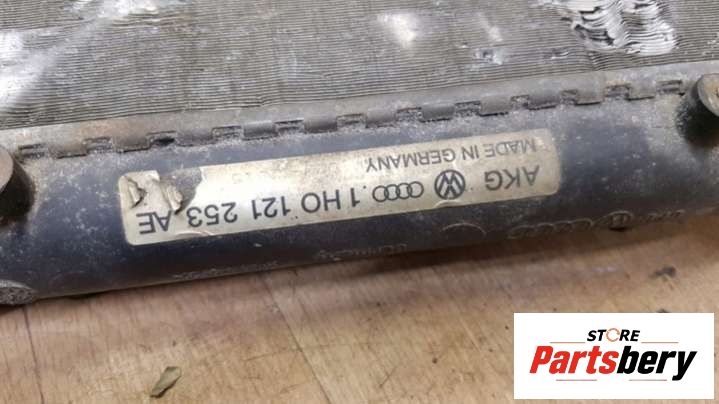 AKG
MADE IN GERMANY
1 HO 121 253 AE
STORE
Partsbery